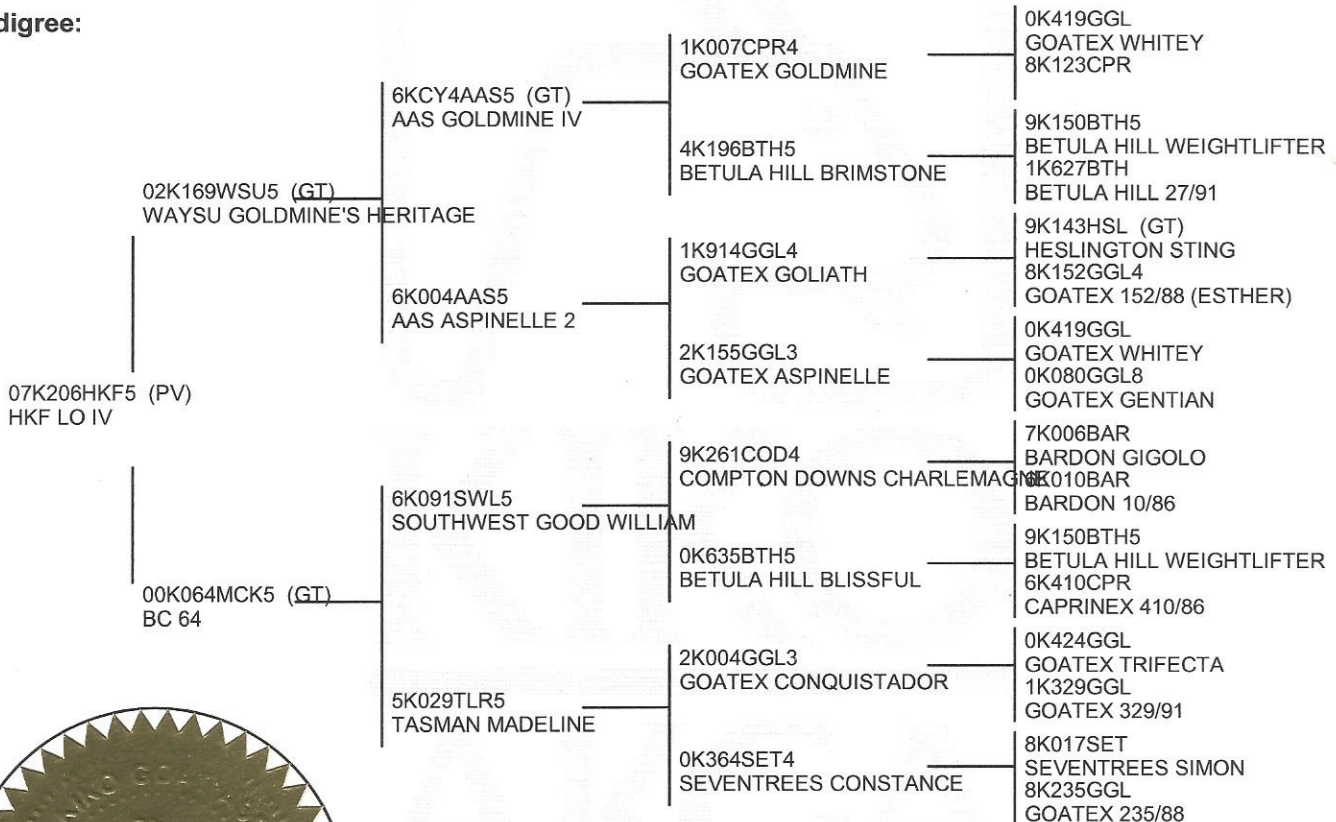 digree:
07K206HKF5 (PV)
HKF LO IV
02K169WSU5 (GT)
WAYSU GOLDMINE'S HERITAGE
00K064MCK5 (GT)
BC 64
6KCY4AAS5 (GT)
AAS GOLDMINE IV
6K004AAS5
AAS ASPINELLE 2
6K091SWL5
SOUTHWEST GOOD WILLIAM
5K029TLR5
TASMAN MADELINE
1K007CPR4
GOATEX GOLDMINE
4K196BTH5
BETULA HILL BRIMSTONE
1K914GGL4
GOATEX GOLIATH
2K155GGL3
GOATEX ASPINELLE
9K261COD4
COMPTON DOWNS CHARLEMAGNE
0K635BTH5
BETULA HILL BLISSFUL
2K004GGL3
GOATEX CONQUISTADOR
0K364SET4
SEVENTREES CONSTANCE
0K419GGL
GOATEX WHITEY
8K123CPR
9K150BTH5
BETULA HILL WEIGHTLIFTER
1K627BTH
BETULA HILL 27/91
9K143HSL (GT)
HESLINGTON STING
8K152GGL4
GOATEX 152/88 (ESTHER)
0K419GGL
GOATEX WHITEY
0K080GGL8
GOATEX GENTIAN
7K006BAR
BARDON GIGOLO
BARDON 10/86
9K150BTH5
BETULA HILL WEIGHTLIFTER
6K410CPR
CAPRINEX 410/86
0K424GGL
GOATEX TRIFECTA
1K329GGL
GOATEX 329/91
8K017SET
SEVENTREES SIMON
8K235GGL
GOATEX 235/88